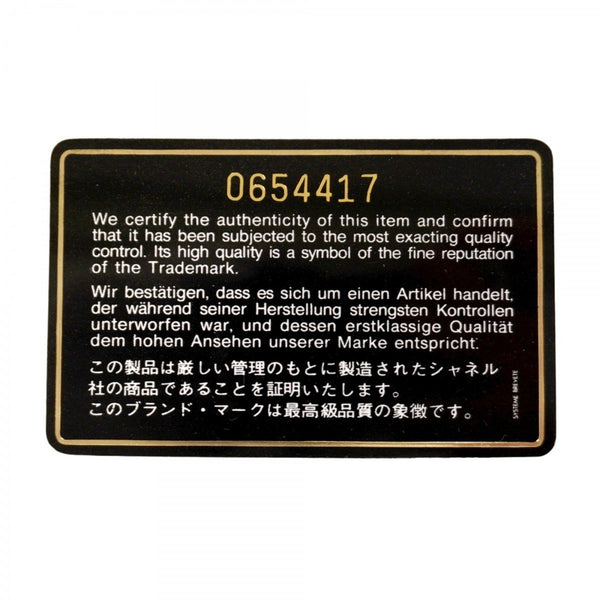 0654417
We certify the authenticity of this item and confirm
that it has been subjected to the most exacting quality
control. Its high quality is a symbol of the fine reputation
of the Trademark.
Wir bestätigen, dass es sich um einen Artikel handelt,
der während seiner Herstellung strengsten Kontrollen
unterworfen war, und dessen erstklassige Qualität
dem hohen Ansehen unserer Marke entspricht.
この製品は厳しい管理のもとに製造されたシャネル
社の商品であることを証明いたします。
このブランド・マークは最高級品質の象徴です。
SYSTEME BREVETE